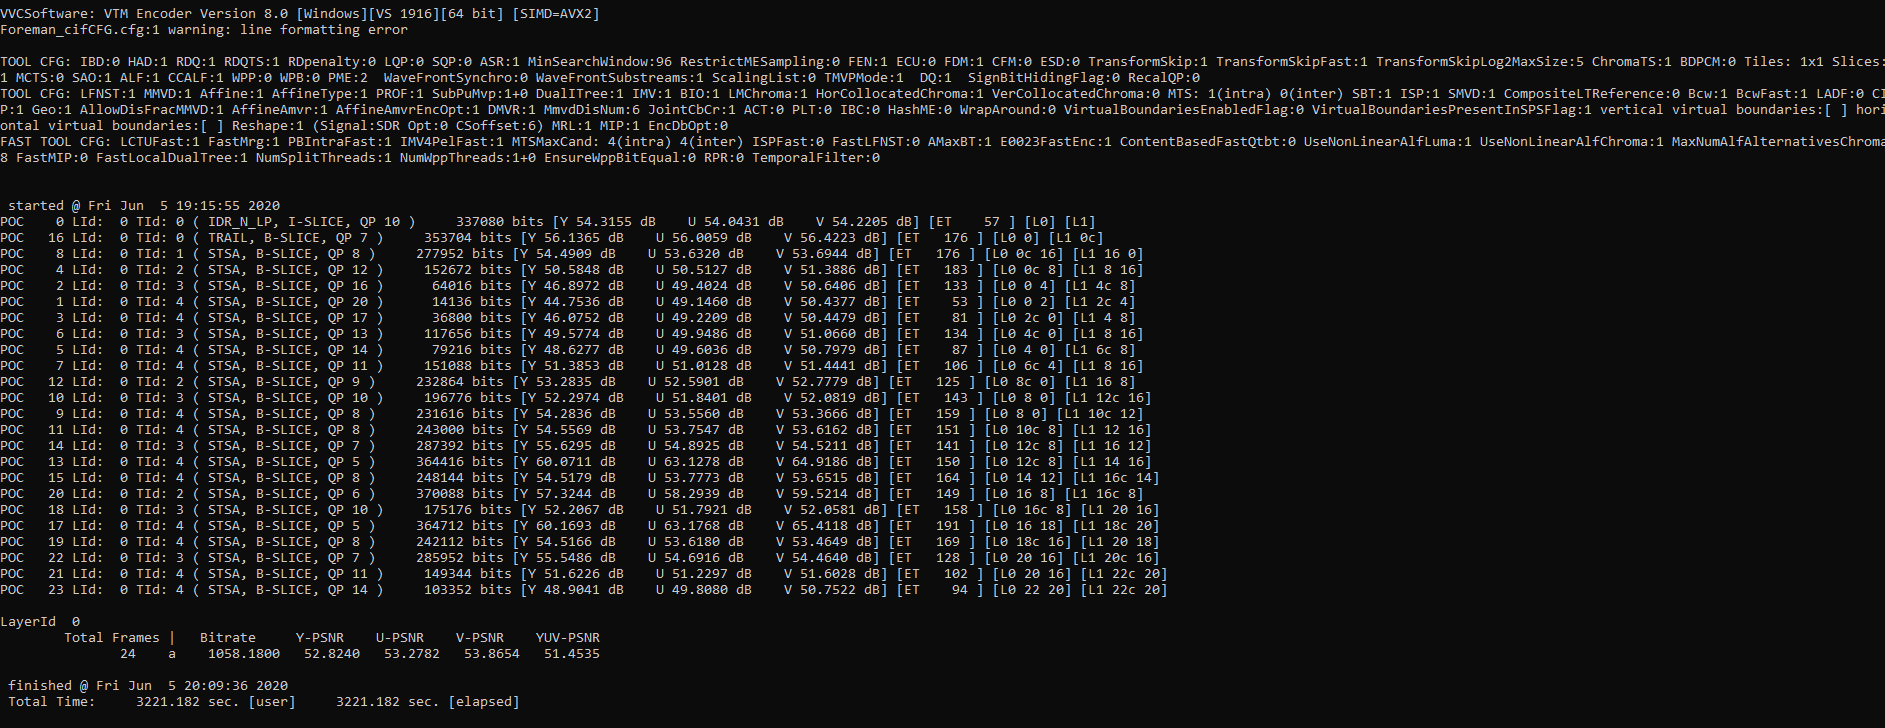 VVCSoftware: VTM Encoder Version 8.0 [Windows][VS 1916][64 bit] [SIMD=AVX2]
Foreman_cifCFG.cfg:1 warning: line formatting error
TOOL CFG: IBD:0 HAD:1 RDQ:1 RDQTS:1 RDpenalty:0 LQP:0 SQP:0 ASR:1 MinSearchWindow:96 RestrictMESampling:0 FEN:1 ECU:0 FDM:1 CFM:0 ESD:0 TransformSkip:1 TransformSkipFast:1 TransformSkipLog2MaxSize:5 ChromaTS:1 BDPCM:0 Tiles: 1x1 Slices:
1 MCTS:0 SAO:1 ALF:1 CCALF:1 WPP:0 WPB:0 PME:2  WaveFrontSynchro:0 WaveFrontSubstreams:1 ScalingList:0 TMVPMode:1  DQ:1  SignBitHidingFlag:0 RecalQP:0
TOOL CFG: LFNST:1 MMVD:1 Affine:1 AffineType:1 PROF:1 SubPuMvp:1+0 DualITree:1 IMV:1 BIO:1 LMChroma:1 HorCollocatedChroma:1 VerCollocatedChroma:0 MTS: 1(intra) 0(inter) SBT:1 ISP:1 SMVD:1 CompositeLTReference:0 Bcw:1 BcwFast:1 LADF:0 CI
P:1 Geo:1 AllowDisFracMMVD:1 AffineAmvr:1 AffineAmvrEncOpt:1 DMVR:1 MmvdDisNum:6 JointCbCr:1 ACT:0 PLT:0 IBC:0 HashME:0 WrapAround:0 VirtualBoundariesEnabledFlag:0 VirtualBoundariesPresentInSPSFlag:1 vertical virtual boundaries:[ ] hori
ontal virtual boundaries:[ ] Reshape:1 (Signal:SDR Opt:0 CSoffset:6) MRL:1 MIP:1 EncDbOpt:0
FAST TOOL CFG: LCTUFast:1 FastMrg:1 PBIntraFast:1 IMV4PelFast:1 MTSMaxCand: 4(intra) 4(inter) ISPFast:0 FastLFNST:0 AMaxBT:1 E0023FastEnc:1 ContentBasedFastQtbt:0 UseNonLinearAlfLuma:1 UseNonLinearAlfChroma:1 MaxNumAlfAlternativesChroma
8 FastMIP:0 FastLocalDualTree:1 NumSplitThreads:1 NumWppThreads:1+0 EnsureWppBitEqual:0 RPR:0 TemporalFilter:0
started @ Fri Jun  5 19:15:55 2020
POC    0 LId:  0 TId: 0 ( IDR_N_LP, I-SLICE, QP 10 )     337080 bits [Y 54.3155 dB    U 54.0431 dB    V 54.2205 dB] [ET    57 ] [L0] [L1]
POC   16 LId:  0 TId: 0 ( TRAIL, B-SLICE, QP 7 )     353704 bits [Y 56.1365 dB    U 56.0059 dB    V 56.4223 dB] [ET   176 ] [L0 0] [L1 0c]
POC    8 LId:  0 TId: 1 ( STSA, B-SLICE, QP 8 )     277952 bits [Y 54.4909 dB    U 53.6320 dB    V 53.6944 dB] [ET   176 ] [L0 0c 16] [L1 16 0]
POC    4 LId:  0 TId: 2 ( STSA, B-SLICE, QP 12 )    152672 bits [Y 50.5848 dB    U 50.5127 dB    V 51.3886 dB] [ET   183 ] [L0 0c 8] [L1 8 16]
POC    2 LId:  0 TId: 3 ( STSA, B-SLICE, QP 16 )     64016 bits [Y 46.8972 dB    U 49.4024 dB    V 50.6406 dB] [ET   133 ] [L0 0 4] [L1 4c 8]
POC    1 LId:  0 TId: 4 ( STSA, B-SLICE, QP 20 )     14136 bits [Y 44.7536 dB    U 49.1460 dB    V 50.4377 dB] [ET    53 ] [L0 0 2] [L1 2c 4]
POC    3 LId:  0 TId: 4 ( STSA, B-SLICE, QP 17 )     36800 bits [Y 46.0752 dB    U 49.2209 dB    V 50.4479 dB] [ET    81 ] [L0 2c 0] [L1 4 8]
POC    6 LId:  0 TId: 3 ( STSA, B-SLICE, QP 13 )    117656 bits [Y 49.5774 dB    U 49.9486 dB    V 51.0660 dB] [ET   134 ] [L0 4c 0] [L1 8 16]
POC    5 LId:  0 TId: 4 ( STSA, B-SLICE, QP 14 )     79216 bits [Y 48.6277 dB    U 49.6036 dB    V 50.7979 dB] [ET    87 ] [L0 4 0] [L1 6c 8]
POC    7 LId:  0 TId: 4 ( STSA, B-SLICE, QP 11 )    151088 bits [Y 51.3853 dB    U 51.0128 dB    V 51.4441 dB] [ET   106 ] [L0 6c 4] [L1 8 16]
POC   12 LId:  0 TId: 2 ( STSA, B-SLICE, QP 9 )     232864 bits [Y 53.2835 dB    U 52.5901 dB    V 52.7779 dB] [ET   125 ] [L0 8c 0] [L1 16 8]
POC   10 LId:  0 TId: 3 ( STSA, B-SLICE, QP 10 )    196776 bits [Y 52.2974 dB    U 51.8401 dB    V 52.0819 dB] [ET   143 ] [L0 8 0] [L1 12c 16]
POC    9 LId:  0 TId: 4 ( STSA, B-SLICE, QP 8 )     231616 bits [Y 54.2836 dB    U 53.5560 dB    V 53.3666 dB] [ET   159 ] [L0 8 0] [L1 10c 12]
POC   11 LId:  0 TId: 4 ( STSA, B-SLICE, QP 8 )     243000 bits [Y 54.5569 dB    U 53.7547 dB    V 53.6162 dB] [ET   151 ] [L0 10c 8] [L1 12 16]
POC   14 LId:  0 TId: 3 ( STSA, B-SLICE, QP 7 )     287392 bits [Y 55.6295 dB    U 54.8925 dB    V 54.5211 dB] [ET   141 ] [L0 12c 8] [L1 16 12]
POC   13 LId:  0 TId: 4 ( STSA, B-SLICE, QP 5 )     364416 bits [Y 60.0711 dB    U 63.1278 dB    V 64.9186 dB] [ET   150 ] [L0 12c 8] [L1 14 16]
POC   15 LId:  0 TId: 4 ( STSA, B-SLICE, QP 8 )     248144 bits [Y 54.5179 dB    U 53.7773 dB    V 53.6515 dB] [ET   164 ] [L0 14 12] [L1 16c 14]
POC   20 LId:  0 TId: 2 ( STSA, B-SLICE, QP 6 )     370088 bits [Y 57.3244 dB    U 58.2939 dB    V 59.5214 dB] [ET   149 ] [L0 16 8] [L1 16c 8]
POC   18 LId:  0 TId: 3 ( STSA, B-SLICE, QP 10 )    175176 bits [Y 52.2067 dB    U 51.7921 dB    V 52.0581 dB] [ET   158 ] [L0 16c 8] [L1 20 16]
POC   17 LId:  0 TId: 4 ( STSA, B-SLICE, QP 5 )     364712 bits [Y 60.1693 dB    U 63.1768 dB    V 65.4118 dB] [ET   191 ] [L0 16 18] [L1 18c 20]
POC   19 LId:  0 TId: 4 ( STSA, B-SLICE, QP 8 )     242112 bits [Y 54.5166 dB    U 53.6180 dB    V 53.4649 dB] [ET   169 ] [L0 18c 16] [L1 20 18]
POC   22 LId:  0 TId: 3 ( STSA, B-SLICE, QP 7 )     285952 bits [Y 55.5486 dB    U 54.6916 dB    V 54.4640 dB] [ET   128 ] [L0 20 16] [L1 20c 16]
POC   21 LId:  0 TId: 4 ( STSA, B-SLICE, QP 11 )    149344 bits [Y 51.6226 dB    U 51.2297 dB    V 51.6028 dB] [ET   102 ] [L0 20 16] [L1 22c 20]
POC   23 LId:  0 TId: 4 ( STSA, B-SLICE, QP 14 )    103352 bits [Y 48.9041 dB    U 49.8080 dB    V 50.7522 dB] [ET    94 ] [L0 22 20] [L1 22c 20]
LayerId  0
Total Frames |   Bitrate     Y-PSNR    U-PSNR    V-PSNR    YUV-PSNR
24    a    1058.1800   52.8240   53.2782   53.8654   51.4535
finished @ Fri Jun  5 20:09:36 2020
Total Time:     3221.182 sec. [user]     3221.182 sec. [elapsed]